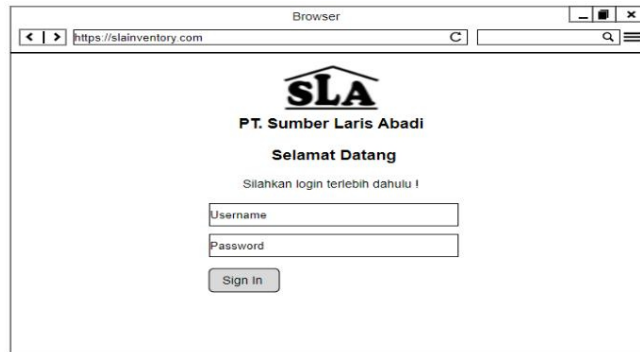 Browser
https://slainventory.com
SLA
PT. Sumber Laris Abadi
Selamat Datang
Silahkan login terlebih dahulu !
Username
Password
Sign In